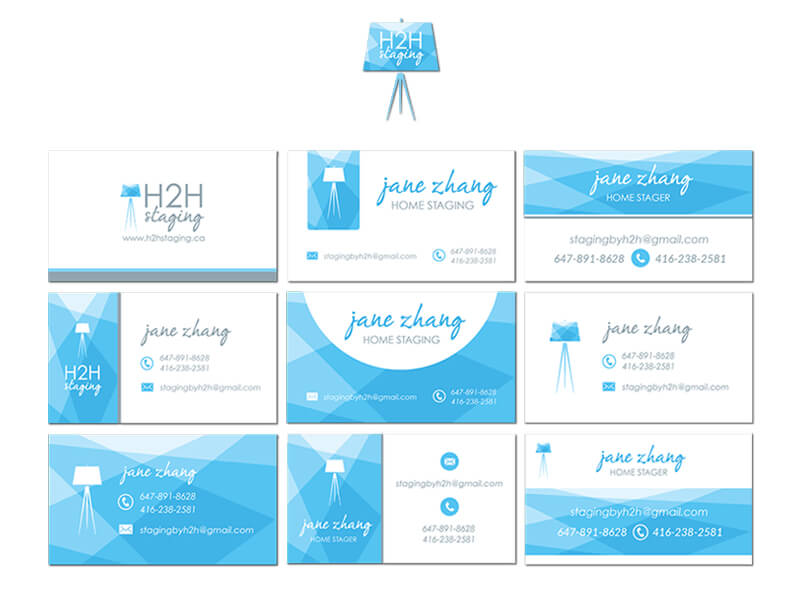 H2H
staging
H2H
staging
www.h2hstaging.ca
jane zhang
HOME STAGING
stagingbyh2h@gmail.com
647-891-8628
416-238-2581
jane zhang
HOME STAGER
stagingbyh2h@gmail.com
647-891-8628 416-238-2581
H2H
staging
jane zhang
647-891-8628
416-238-2581
stagingbyh2h@gmail.com
jane zhang
HOME STAGING
stagingbyh2h@gmail.com
647-891-8628
416-238-2581
jane zhang
647-891-8628
416-238-2581
stagingbyh2h@gmail.com
jane zhang
647-891-8628
416-238-2581
stagingbyh2h@gmail.com
jane zhang
HOME STAGER
stagingbyh2h@gmail.com
647-891-8628
416-238-2581
jane zhang
HOME STAGER
stagingbyh2h@gmail.com
647-891-8628 416-238-2581